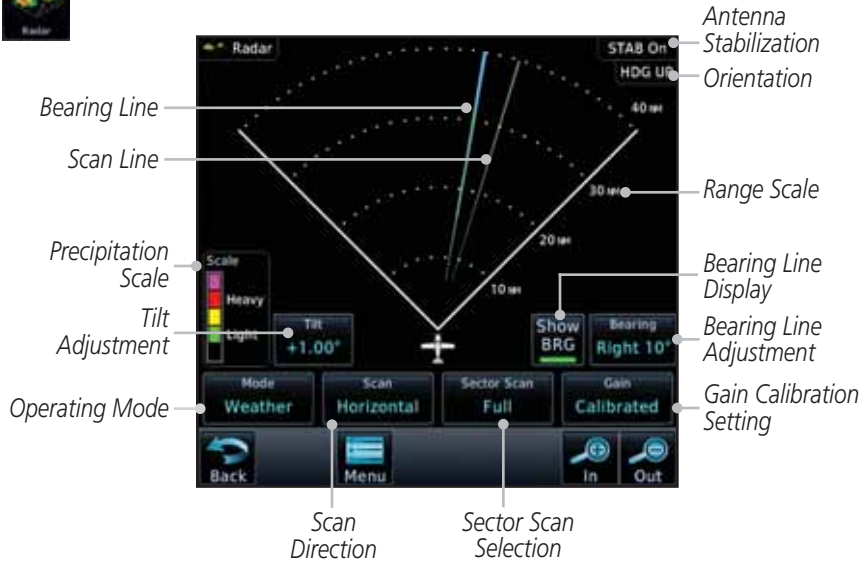 Radar
Antenna
Stabilization
Orientation
Bearing Line
Scan Line
Range Scale
Precipitation
Scale
Tilt
Adjustment
Bearing Line
Display
Bearing Line
Adjustment
Operating Mode
Gain Calibration
Setting
Scan
Direction
Sector Scan
Selection
Radar
STAB On
HDG UP
40 NM
30 NM
20 NM
10 NM
Scale
Heavy
Light
Tilt
+1.00°
Show
BRG
Bearing
Right 10°
Mode
Weather
Scan
Horizontal
Sector Scan
Full
Gain
Calibrated
Back
Menu
In
Out